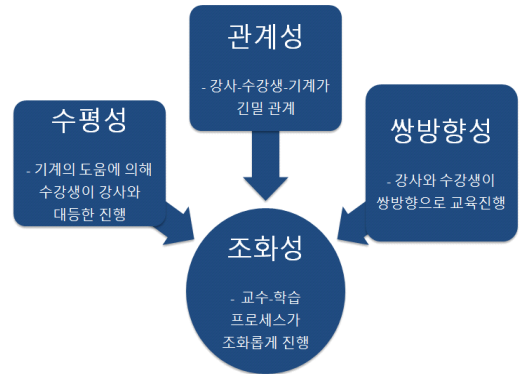 관계성
- 강사-수강생-기계가
긴밀 관계
수평성
- 기계의 도움에 의해
수강생이 강사와
대등한 진행
쌍방향성
- 강사와 수강생이
쌍방향으로 교육진행
조화성
- 교수-학습
프로세스가
조화롭게 진행